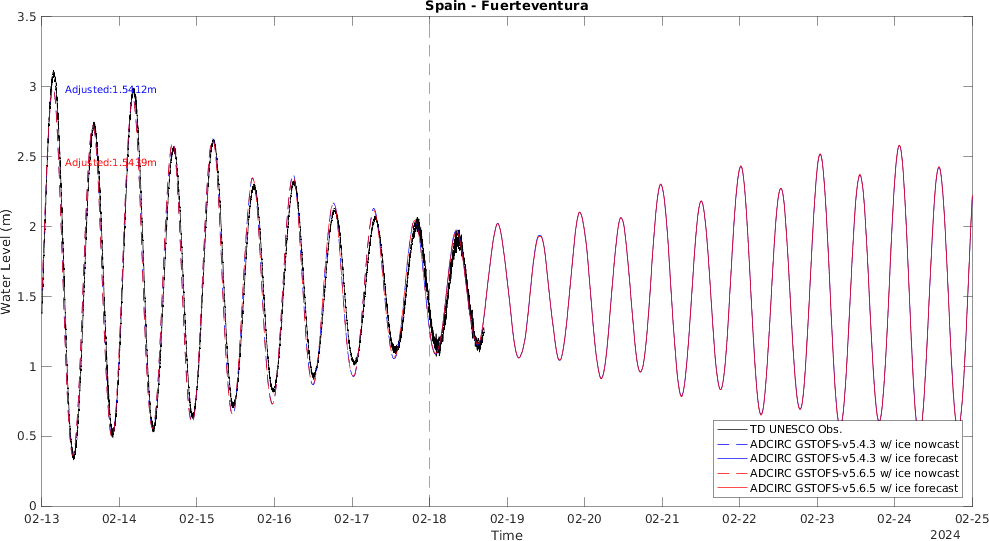 Spain - Fuerteventura
3.5
3
2.5
2
1.5
1
0.5
0
Water Level (m)
Adjusted:1.5412m
Adjusted:1.5419m
TD UNESCO Obs.
ADCIRC GSTOFS-v5.4.3 w/ ice nowcast
ADCIRC GSTOFS-v5.4.3 w/ ice forecast
ADCIRC GSTOFS-v5.6.5 w/ ice nowcast
ADCIRC GSTOFS-v5.6.5 w/ ice forecast
02-13 02-14 02-15 02-16 02-17 02-18 02-19 02-20 02-21 02-22 02-23 02-24 02-25
Time
2024